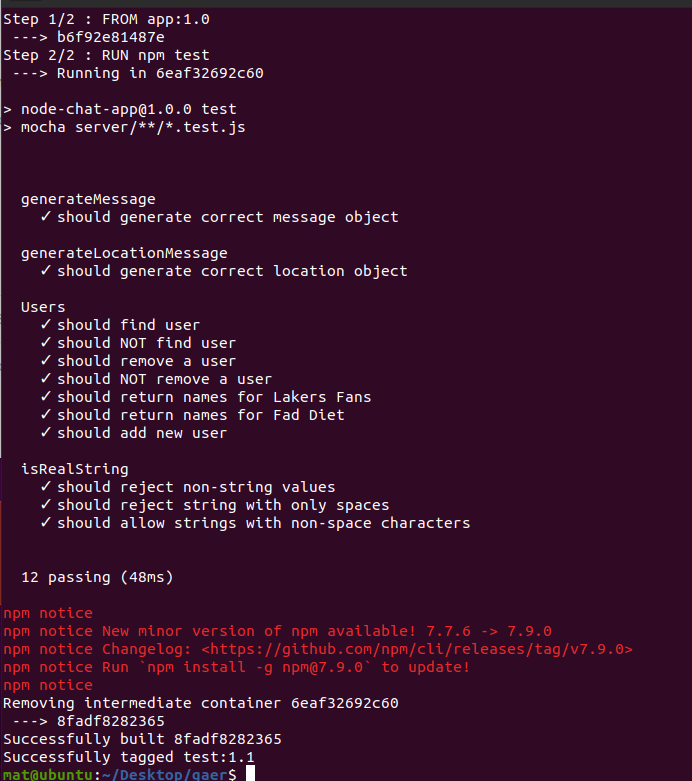 Step 1/2 : FROM app:1.0
 ---> b6f92e81487e
Step 2/2 : RUN npm test
 ---> Running in 6eaf32692c60
> node-chat-app@1.0.0 test
> mocha server/**/*.test.js
generateMessage
✓ should generate correct message object
generateLocationMessage
✓ should generate correct location object
Users
✓ should find user
✓ should NOT find user
✓ should remove a user
✓ should NOT remove a user
✓ should return names for Lakers Fans
✓ should return names for Fad Diet
✓ should add new user
isRealString
✓ should reject non-string values
✓ should reject string with only spaces
✓ should allow strings with non-space characters
12 passing (48ms)
npm notice
npm notice New minor version of npm available! 7.7.6 -> 7.9.0
npm notice Changelog: <https://github.com/npm/cli/releases/tag/v7.9.0>
npm notice Run `npm install -g npm@7.9.0` to update!
npm notice
Removing intermediate container 6eaf32692c60
 ---> 8fadf8282365
Successfully built 8fadf8282365
Successfully tagged test:1.1
mat@ubuntu:~/Desktop/qaer$